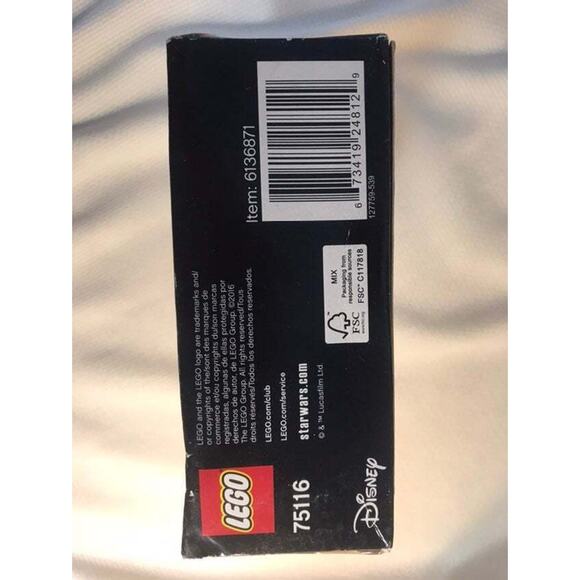 LEGO
75116
Disney
LEGO and the LEGO logo are trademarks and/
or copyrights of the/sont des marques de
commerce et/ou copyrights du/son marcas
registradas, algunas de ellas protegidas por
derechos de autor, de LEGO Group. ©2016
The LEGO Group. All rights reserved/Tous
droits réservés/Todos los derechos reservados.
LEGO.com/club
LEGO.com/service
starwars.com
© & ™ Lucasfilm Ltd.
FSC
www.fsc.org
MIX
Packaging from
responsible sources
FSC™ C117818
Item: 6136871
6 73419 24812 9
127759-539